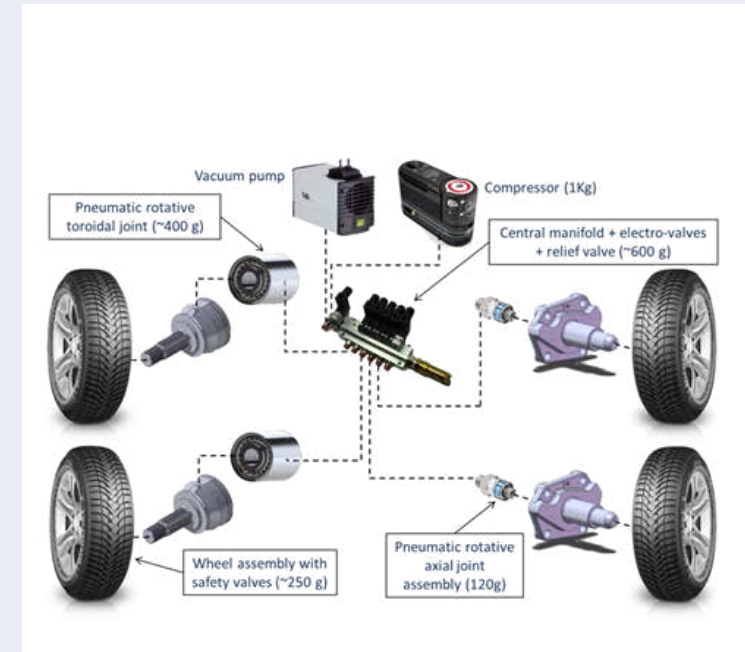 Vacuum pump
Compressor (1Kg)
Pneumatic rotative
toroidal joint (~400 g)
Central manifold + electro-valves
+ relief valve (~600 g)
Wheel assembly with
safety valves (~250 g)
Pneumatic rotative
axial joint
assembly (120g)